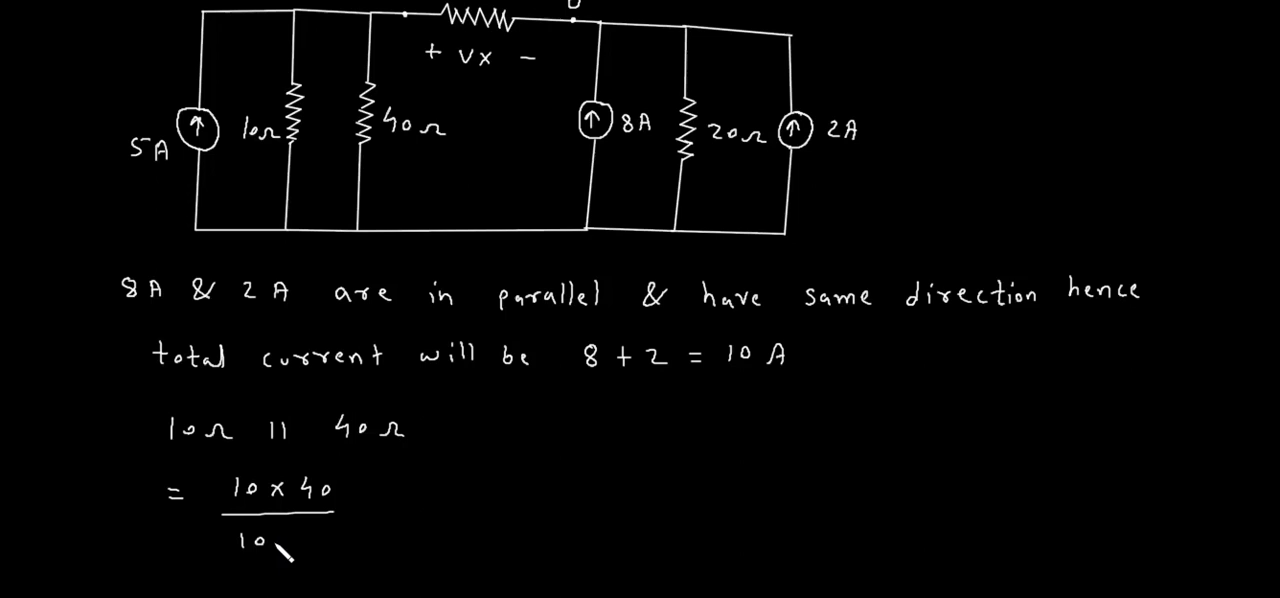 + Vx -
5A
10Ω
40Ω
8A
20Ω
2A
8A & 2A are in parallel & have same direction hence
total current will be 8 + 2 = 10 A
10Ω || 40Ω
= 10 x 40
10